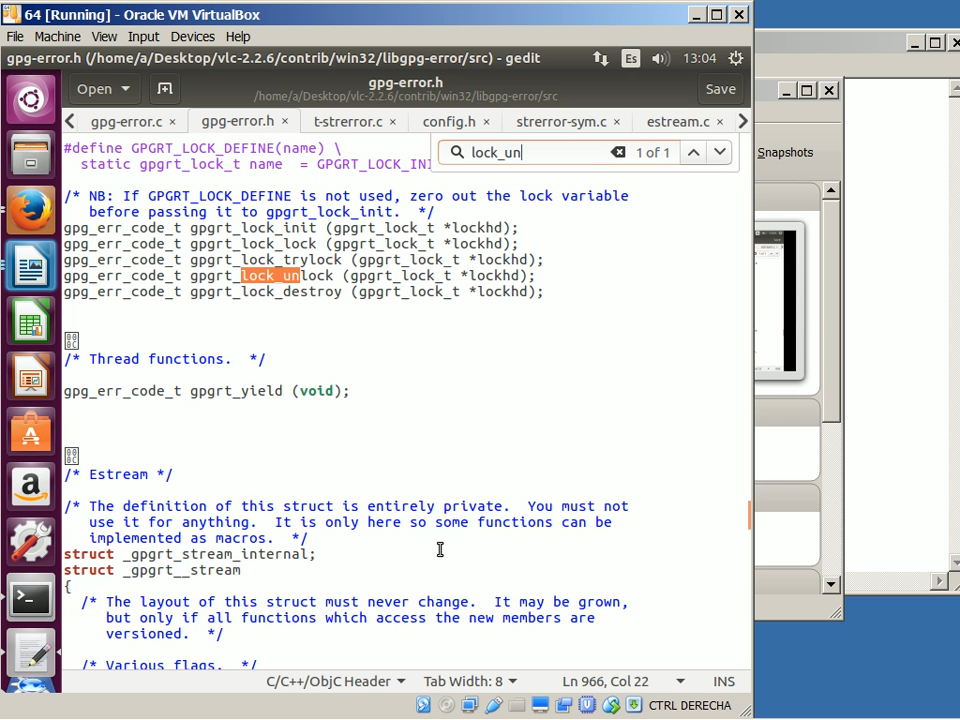 64 [Running] - Oracle VM VirtualBox
File Machine View Input Devices Help
gpg-error.h (/home/a/Desktop/vlc-2.2.6/contrib/win32/libgpg-error/src) - gedit
Es
13:04
Open
gpg-error.h
/home/a/Desktop/vlc-2.2.6/contrib/win32/libgpg-error/src
Save
gpg-error.c × gpg-error.h × t-strerror.c × config.h × strerror-sym.c × estream.c ×
lock_un 1 of 1
Snapshots
#define GPGRT_LOCK_DEFINE(name) \
static gpgrt_lock_t name = GPGRT_LOCK_INI
/* NB: If GPGRT_LOCK_DEFINE is not used, zero out the lock variable
before passing it to gpgrt_lock_init. */
gpg_err_code_t gpgrt_lock_init (gpgrt_lock_t *lockhd);
gpg_err_code_t gpgrt_lock_lock (gpgrt_lock_t *lockhd);
gpg_err_code_t gpgrt_lock_trylock (gpgrt_lock_t *lockhd);
gpg_err_code_t gpgrt_lock_unlock (gpgrt_lock_t *lockhd);
gpg_err_code_t gpgrt_lock_destroy (gpgrt_lock_t *lockhd);
/* Thread functions. */
gpg_err_code_t gpgrt_yield (void);
/* Estream */
/* The definition of this struct is entirely private. You must not
use it for anything. It is only here so some functions can be
implemented as macros. */
struct _gpgrt_stream_internal;
struct _gpgrt__stream
{
/* The layout of this struct must never change. It may be grown,
but only if all functions which access the new members are
versioned. */
/* Various flags. */
C/C++/ObjC Header Tab Width: 8 Ln 966, Col 22 INS
CTRL DERECHA